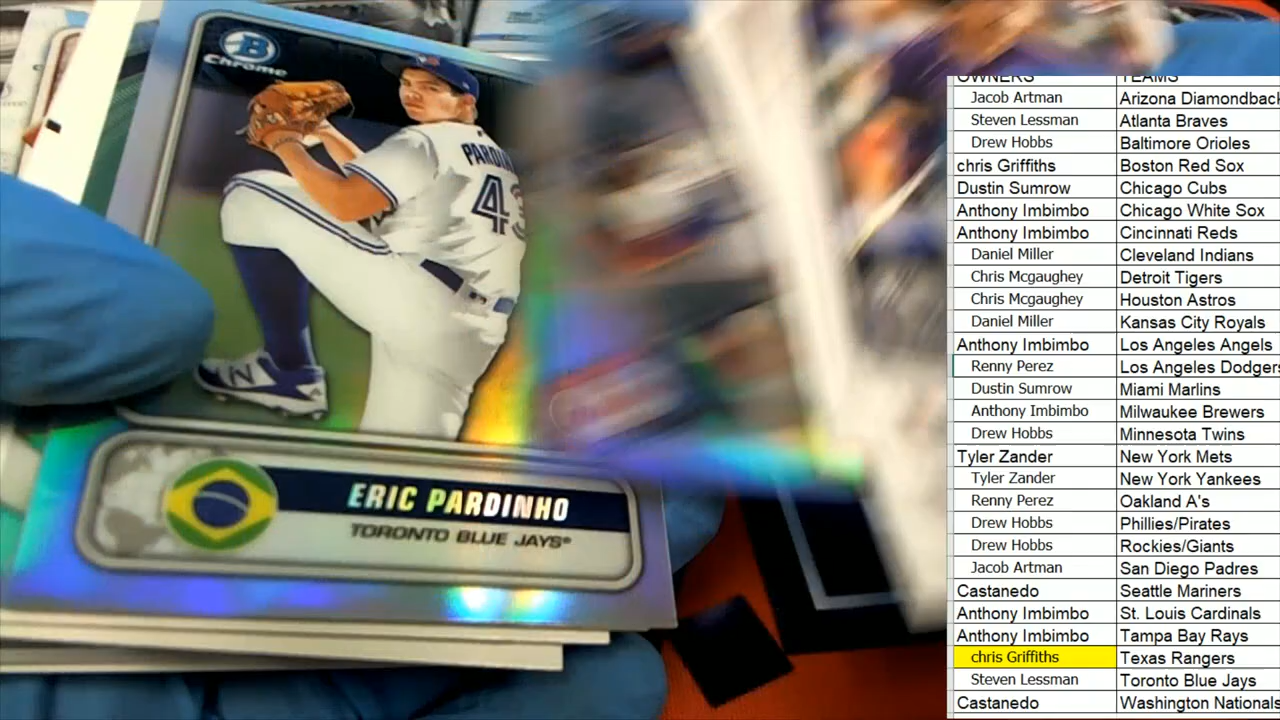 B
Chrome
PARDIN
43
ERIC PARDINHO
TORONTO BLUE JAYS®
OWNERS TEAMS
Jacob Artman Arizona Diamondback
Steven Lessman Atlanta Braves
Drew Hobbs Baltimore Orioles
chris Griffiths Boston Red Sox
Dustin Sumrow Chicago Cubs
Anthony Imbimbo Chicago White Sox
Anthony Imbimbo Cincinnati Reds
Daniel Miller Cleveland Indians
Chris Mcgaughey Detroit Tigers
Chris Mcgaughey Houston Astros
Daniel Miller Kansas City Royals
Anthony Imbimbo Los Angeles Angels
Renny Perez Los Angeles Dodgers
Dustin Sumrow Miami Marlins
Anthony Imbimbo Milwaukee Brewers
Drew Hobbs Minnesota Twins
Tyler Zander New York Mets
Tyler Zander New York Yankees
Renny Perez Oakland A's
Drew Hobbs Phillies/Pirates
Drew Hobbs Rockies/Giants
Jacob Artman San Diego Padres
Castanedo Seattle Mariners
Anthony Imbimbo St. Louis Cardinals
Anthony Imbimbo Tampa Bay Rays
chris Griffiths Texas Rangers
Steven Lessman Toronto Blue Jays
Castanedo Washington Nationals